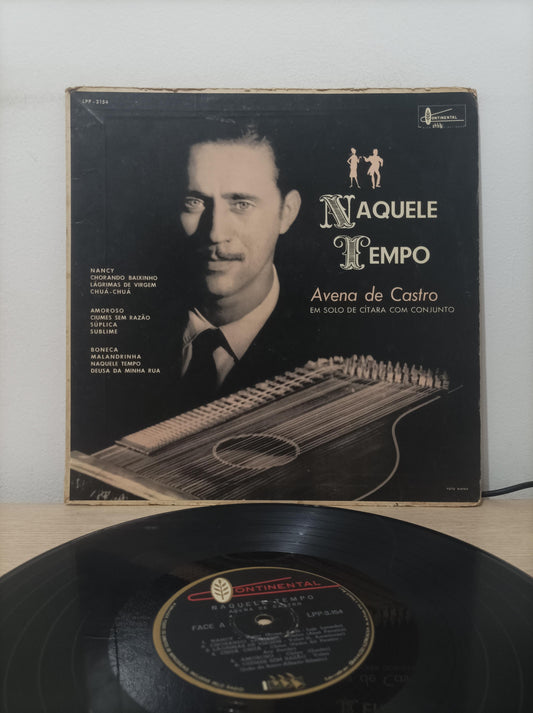 LPP - 3154
CONTINENTAL
NAQUELE
TEMPO
Avena de Castro
EM SOLO DE CÍTARA COM CONJUNTO
NANCY
CHORANDO BAIXINHO
LÁGRIMAS DE VIRGEM
CHUÁ-CHUÁ
AMOROSO
CIUMES SEM RAZÃO
SÚPLICA
SUBLIME
BONECA
MALANDRINHA
NAQUELE TEMPO
DEUSA DA MINHA RUA
CONTINENTAL
NAQUELE TEMPO
AVENA DE CASTRO
FACE A
LPP-3.154